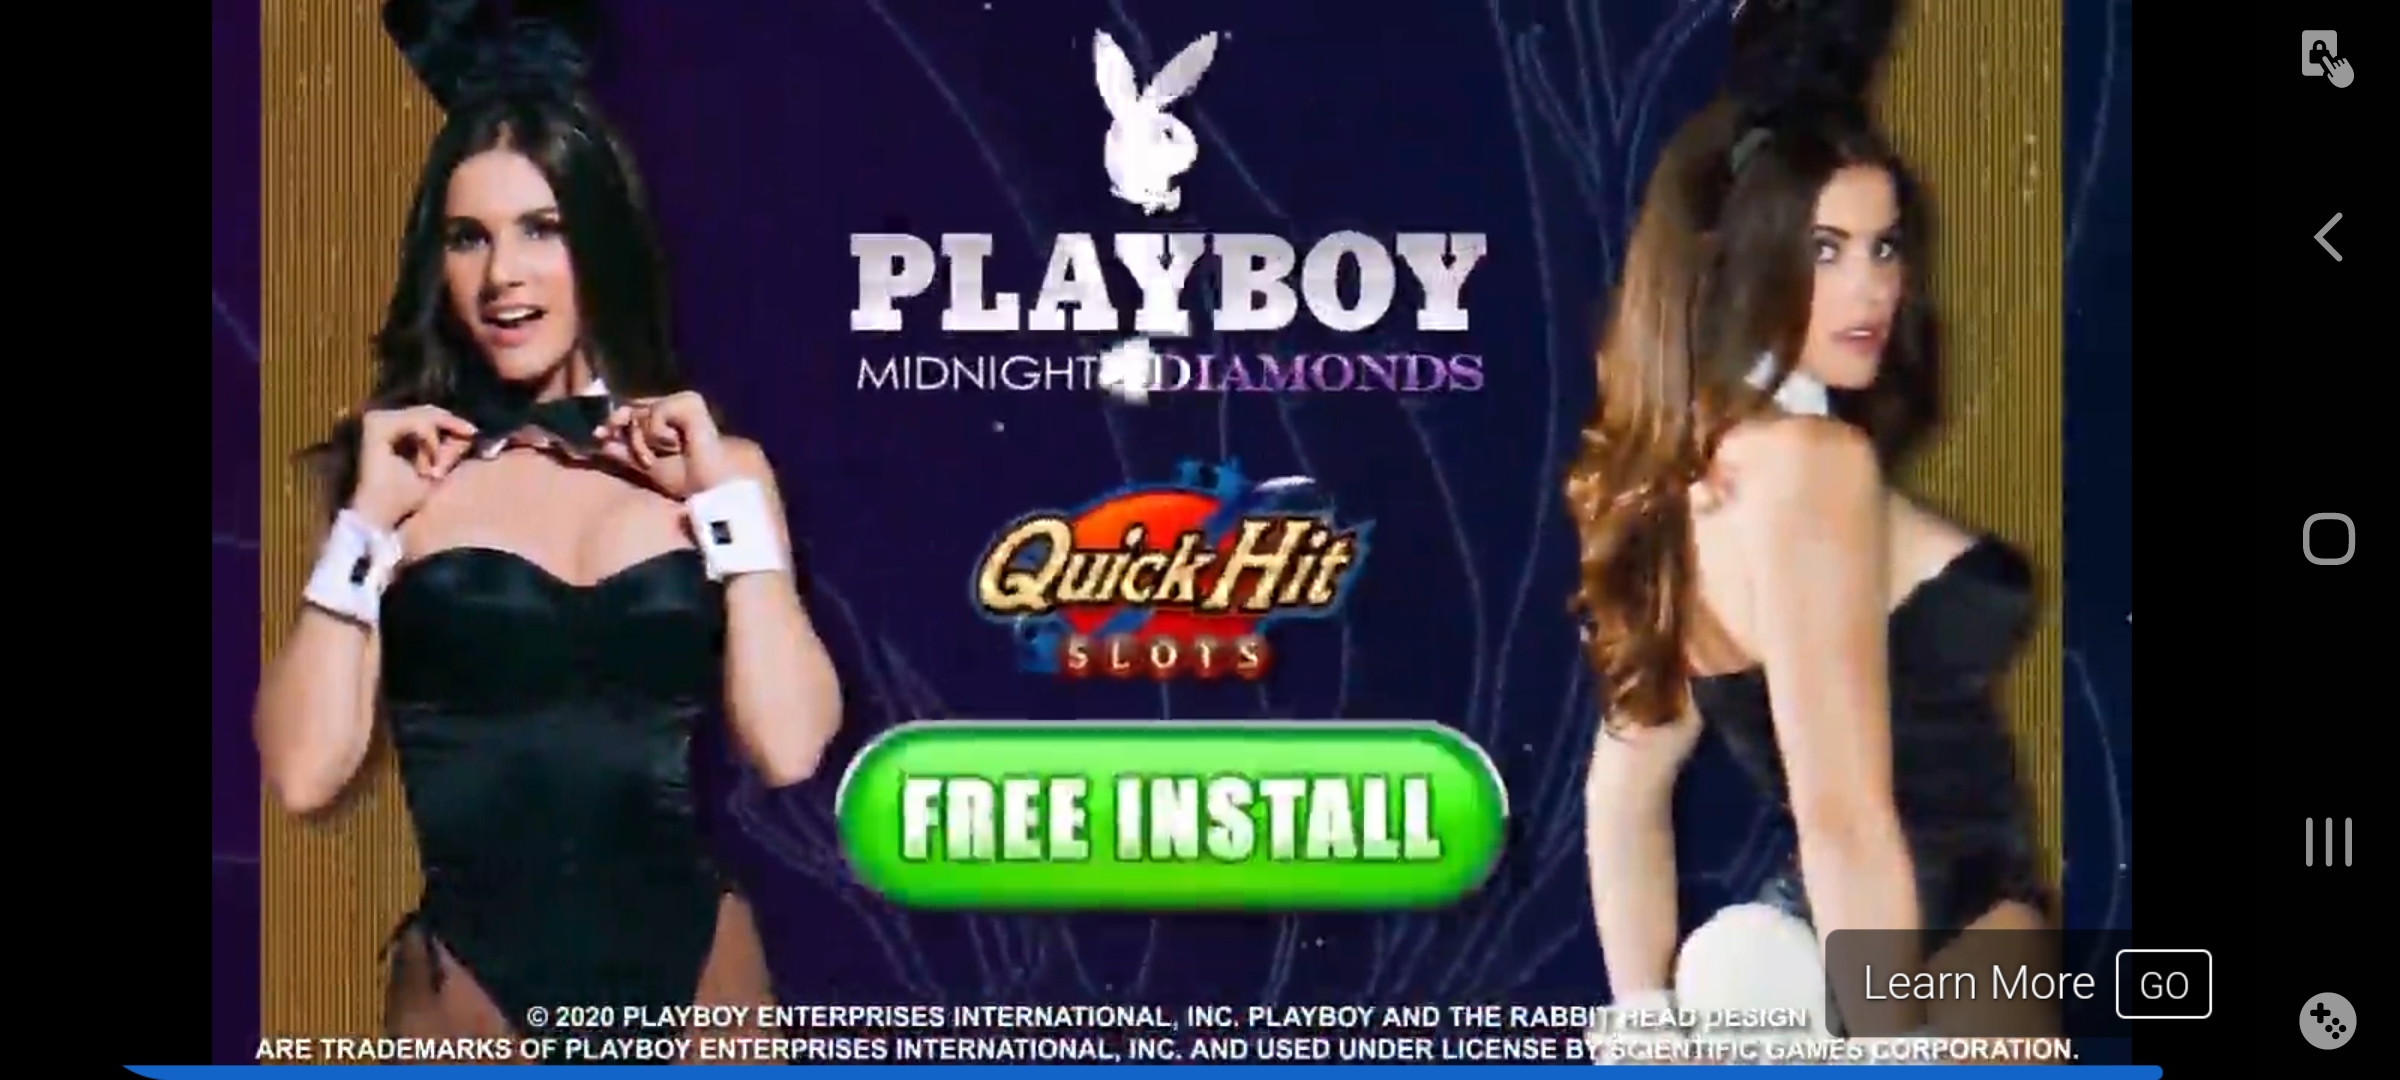 PLAYBOY
MIDNIGHT DIAMONDS
Quick Hit
SLOTS
FREE INSTALL
Learn More GO
© 2020 PLAYBOY ENTERPRISES INTERNATIONAL, INC. PLAYBOY AND THE RABBIT HEAD DESIGN
ARE TRADEMARKS OF PLAYBOY ENTERPRISES INTERNATIONAL, INC. AND USED UNDER LICENSE BY SCIENTIFIC GAMES CORPORATION.